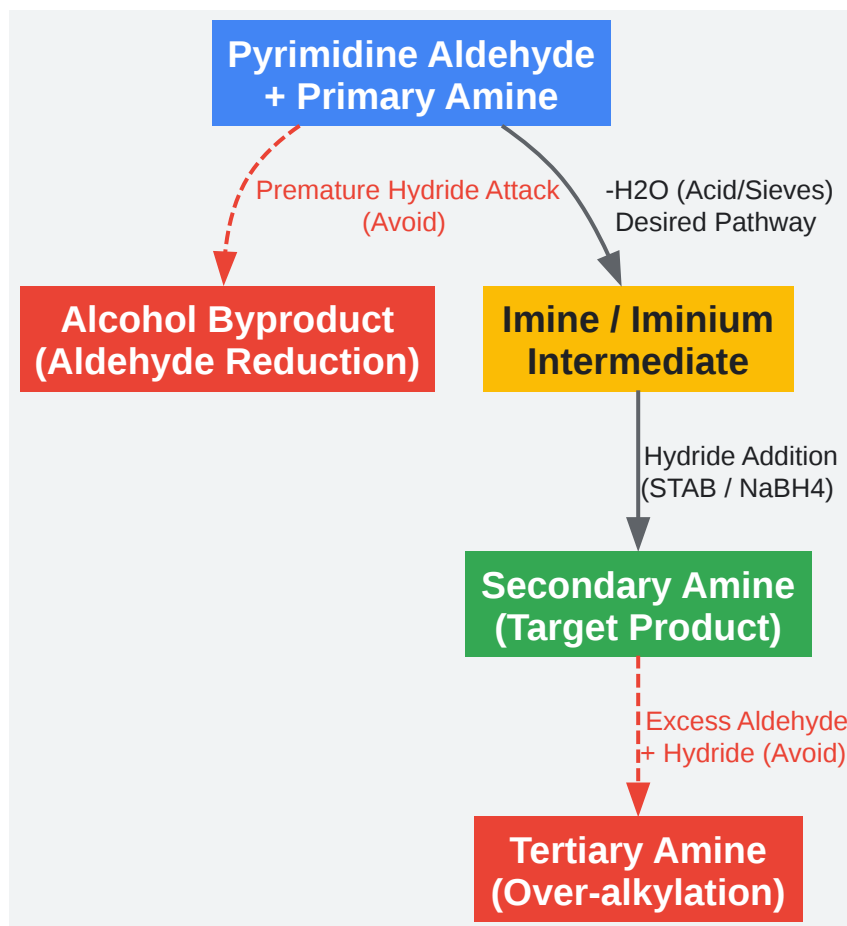 Pyrimidine Aldehyde
+ Primary Amine
Premature Hydride Attack
(Avoid)
-H2O (Acid/Sieves)
Desired Pathway
Alcohol Byproduct
(Aldehyde Reduction)
Imine / Iminium
Intermediate
Hydride Addition
(STAB / NaBH4)
Secondary Amine
(Target Product)
Excess Aldehyde
+ Hydride (Avoid)
Tertiary Amine
(Over-alkylation)